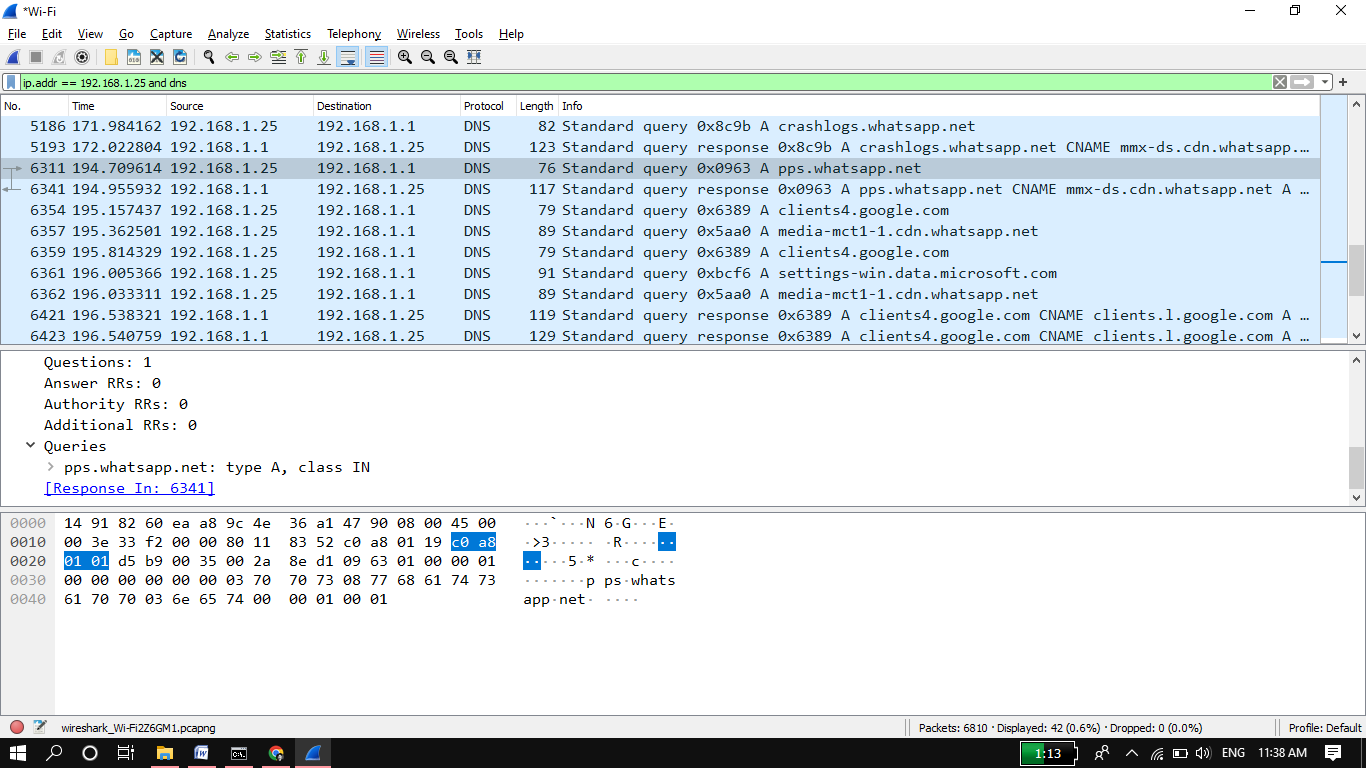 *Wi-Fi
File Edit View Go Capture Analyze Statistics Telephony Wireless Tools Help
ip.addr == 192.168.1.25 and dns
No. Time Source Destination Protocol Length Info
5186 171.984162 192.168.1.25 192.168.1.1 DNS 82 Standard query 0x8c9b A crashlogs.whatsapp.net
5193 172.022804 192.168.1.1 192.168.1.25 DNS 123 Standard query response 0x8c9b A crashlogs.whatsapp.net CNAME mmx-ds.cdn.whatsapp.…
6311 194.709614 192.168.1.25 192.168.1.1 DNS 76 Standard query 0x0963 A pps.whatsapp.net
6341 194.955932 192.168.1.1 192.168.1.25 DNS 117 Standard query response 0x0963 A pps.whatsapp.net CNAME mmx-ds.cdn.whatsapp.net A …
6354 195.157437 192.168.1.25 192.168.1.1 DNS 79 Standard query 0x6389 A clients4.google.com
6357 195.362501 192.168.1.25 192.168.1.1 DNS 89 Standard query 0x5aa0 A media-mct1-1.cdn.whatsapp.net
6359 195.814329 192.168.1.25 192.168.1.1 DNS 79 Standard query 0x6389 A clients4.google.com
6361 196.005366 192.168.1.25 192.168.1.1 DNS 91 Standard query 0xbcf6 A settings-win.data.microsoft.com
6362 196.033311 192.168.1.25 192.168.1.1 DNS 89 Standard query 0x5aa0 A media-mct1-1.cdn.whatsapp.net
6421 196.538321 192.168.1.1 192.168.1.25 DNS 119 Standard query response 0x6389 A clients4.google.com CNAME clients.l.google.com A …
6423 196.540759 192.168.1.1 192.168.1.25 DNS 129 Standard query response 0x6389 A clients4.google.com CNAME clients.l.google.com A …
Questions: 1
Answer RRs: 0
Authority RRs: 0
Additional RRs: 0
Queries
pps.whatsapp.net: type A, class IN
[Response In: 6341]
0000 14 91 82 60 ea a8 9c 4e 36 a1 47 90 08 00 45 00 ···`···N 6·G···E·
0010 00 3e 33 f2 00 00 80 11 83 52 c0 a8 01 19 c0 a8 ·>3····· ·R······
0020 01 01 d5 b9 00 35 00 2a 8e d1 09 63 01 00 00 01 ·····5·* ···c····
0030 00 00 00 00 00 00 03 70 70 73 08 77 68 61 74 73 ·······p ps·whats
0040 61 70 70 03 6e 65 74 00 00 01 00 01 app·net· ····
wireshark_Wi-Fi2Z6GM1.pcapng Packets: 6810 · Displayed: 42 (0.6%) · Dropped: 0 (0.0%) Profile: Default
1:13 ENG 11:38 AM